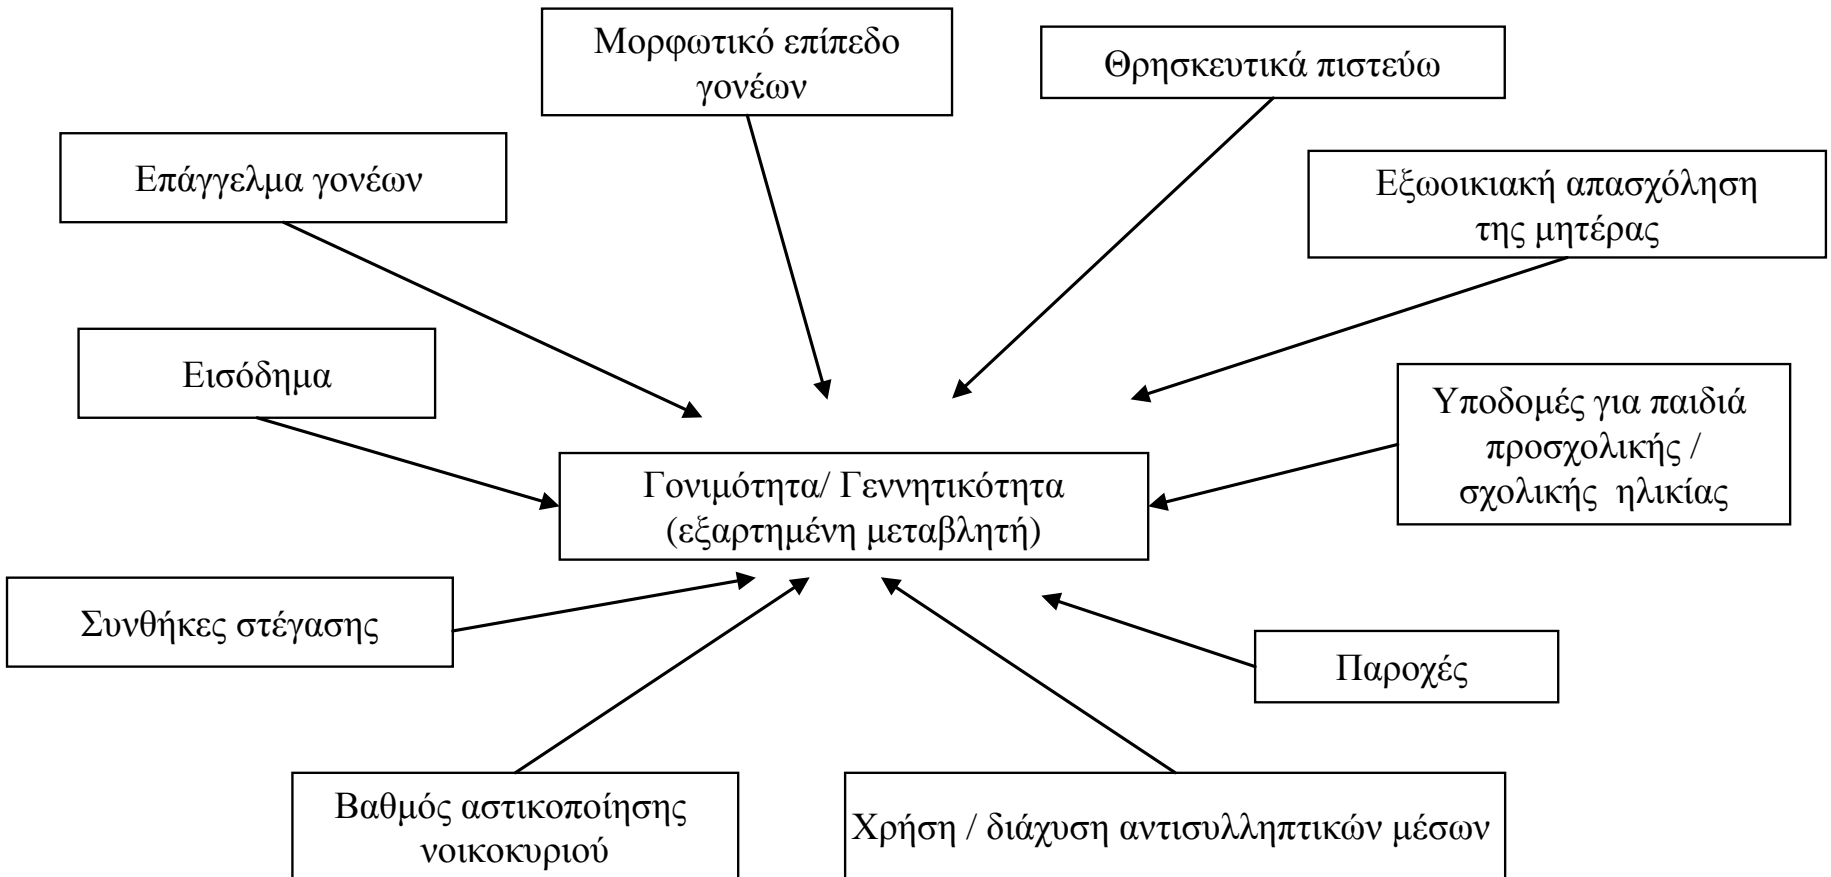 Μορφωτικό επίπεδο
γονέων
Θρησκευτικά πιστεύω
Επάγγελμα γονέων
Εξωοικιακή απασχόληση
της μητέρας
Εισόδημα
Υποδομές για παιδιά
προσχολικής /
σχολικής ηλικίας
Γονιμότητα/ Γεννητικότητα
(εξαρτημένη μεταβλητή)
Συνθήκες στέγασης
Παροχές
Βαθμός αστικοποίησης
νοικοκυριού
Χρήση / διάχυση αντισυλληπτικών μέσων